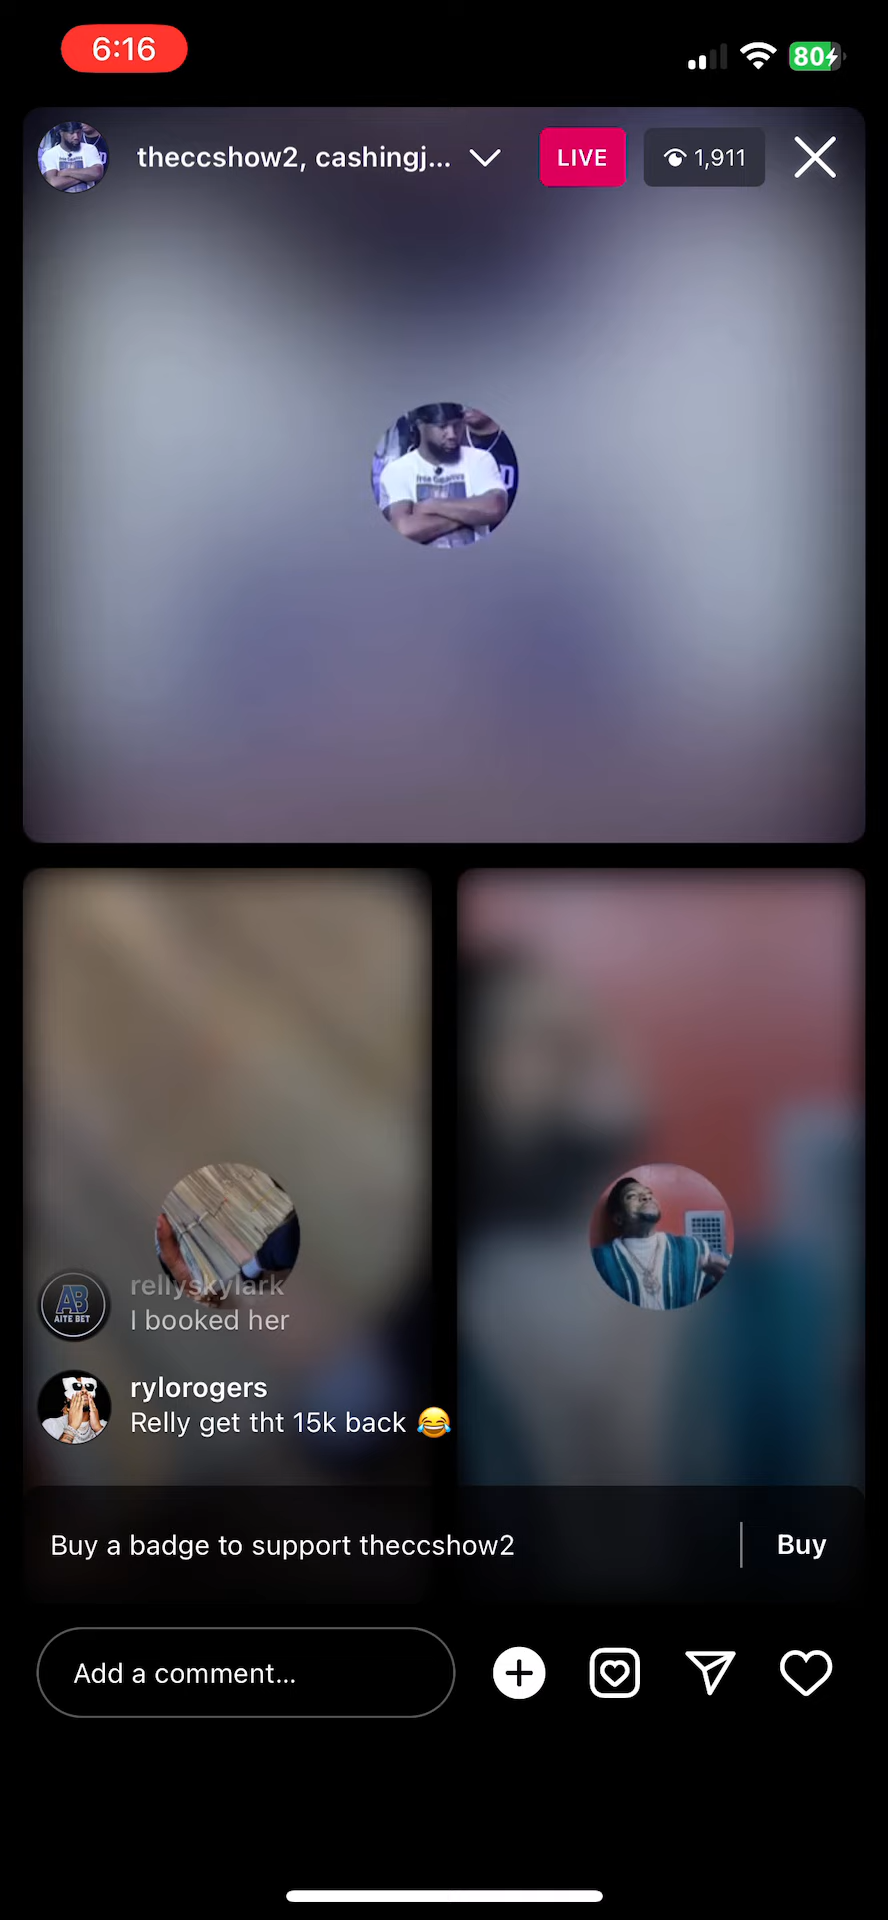 6:16
80
theccshow2, cashingj...
LIVE
1,911
rellyskylark
AB
AITE BET
I booked her
rylorogers
Relly get tht 15k back 😂
Buy a badge to support theccshow2
Buy
Add a comment...